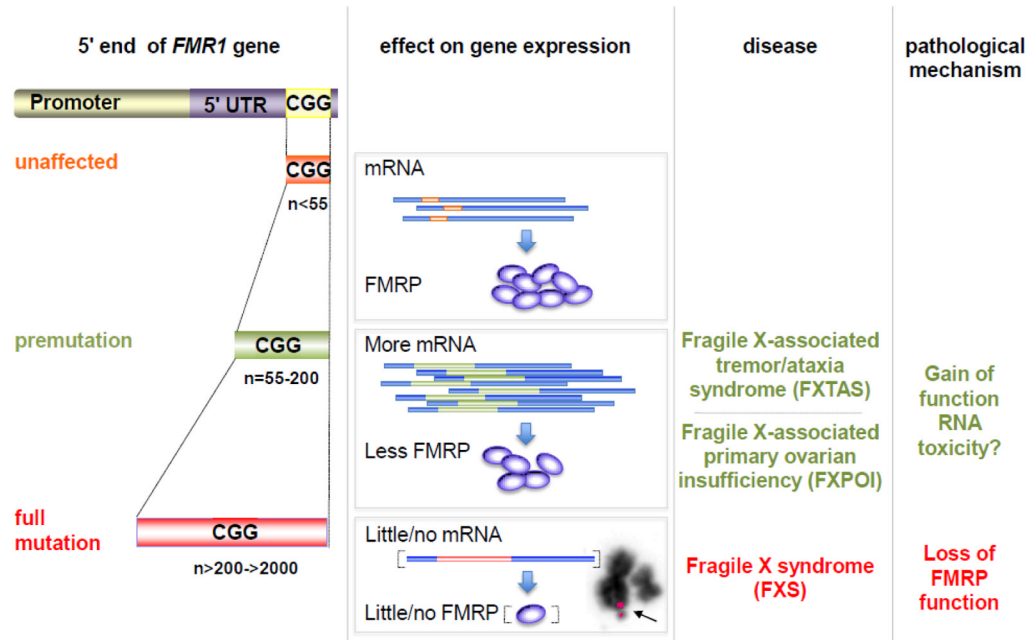 5' end of FMR1 gene
effect on gene expression
disease
pathological
mechanism
Promoter
5' UTR
CGG
unaffected
CGG
n<55
mRNA
FMRP
premutation
CGG
n=55-200
More mRNA
Less FMRP
Fragile X-associated
tremor/ataxia
syndrome (FXTAS)
Fragile X-associated
primary ovarian
insufficiency (FXPOI)
Gain of
function
RNA
toxicity?
full
mutation
CGG
n>200->2000
Little/no mRNA
Little/no FMRP
Fragile X syndrome
(FXS)
Loss of
FMRP
function